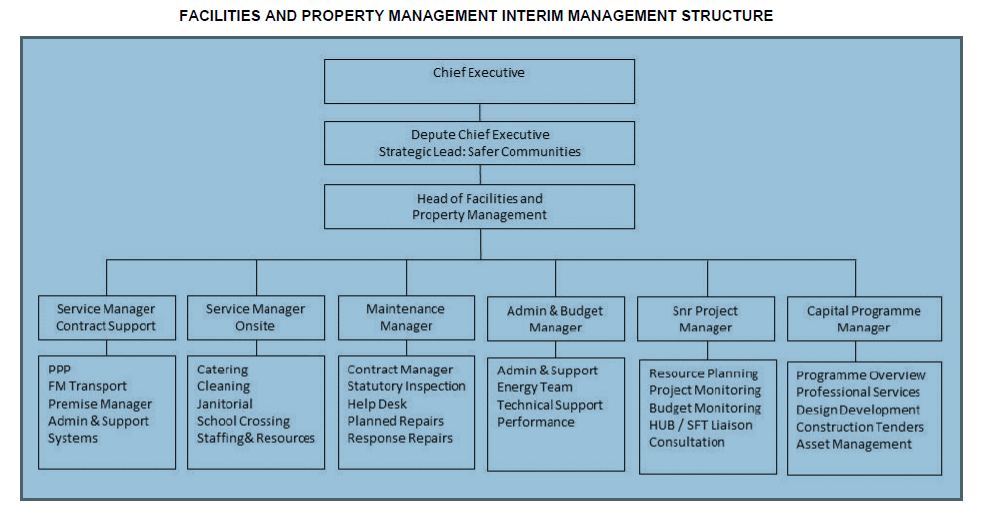 FACILITIES AND PROPERTY MANAGEMENT INTERIM MANAGEMENT STRUCTURE
Chief Executive
Depute Chief Executive
Strategic Lead: Safer Communities
Head of Facilities and
Property Management
Service Manager
Contract Support
PPP
FM Transport
Premise Manager
Admin & Support
Systems
Service Manager
Onsite
Catering
Cleaning
Janitorial
School Crossing
Staffing& Resources
Maintenance
Manager
Contract Manager
Statutory Inspection
Help Desk
Planned Repairs
Response Repairs
Admin & Budget
Manager
Admin & Support
Energy Team
Technical Support
Performance
Snr Project
Manager
Resource Planning
Project Monitoring
Budget Monitoring
HUB / SFT Liaison
Consultation
Capital Programme
Manager
Programme Overview
Professional Services
Design Development
Construction Tenders
Asset Management